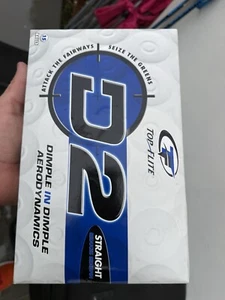 ATTACK THE FAIRWAYS
SEIZE THE GREENS
TOP-FLITE
D2
STRAIGHT
DIMPLE IN DIMPLE
AERODYNAMICS